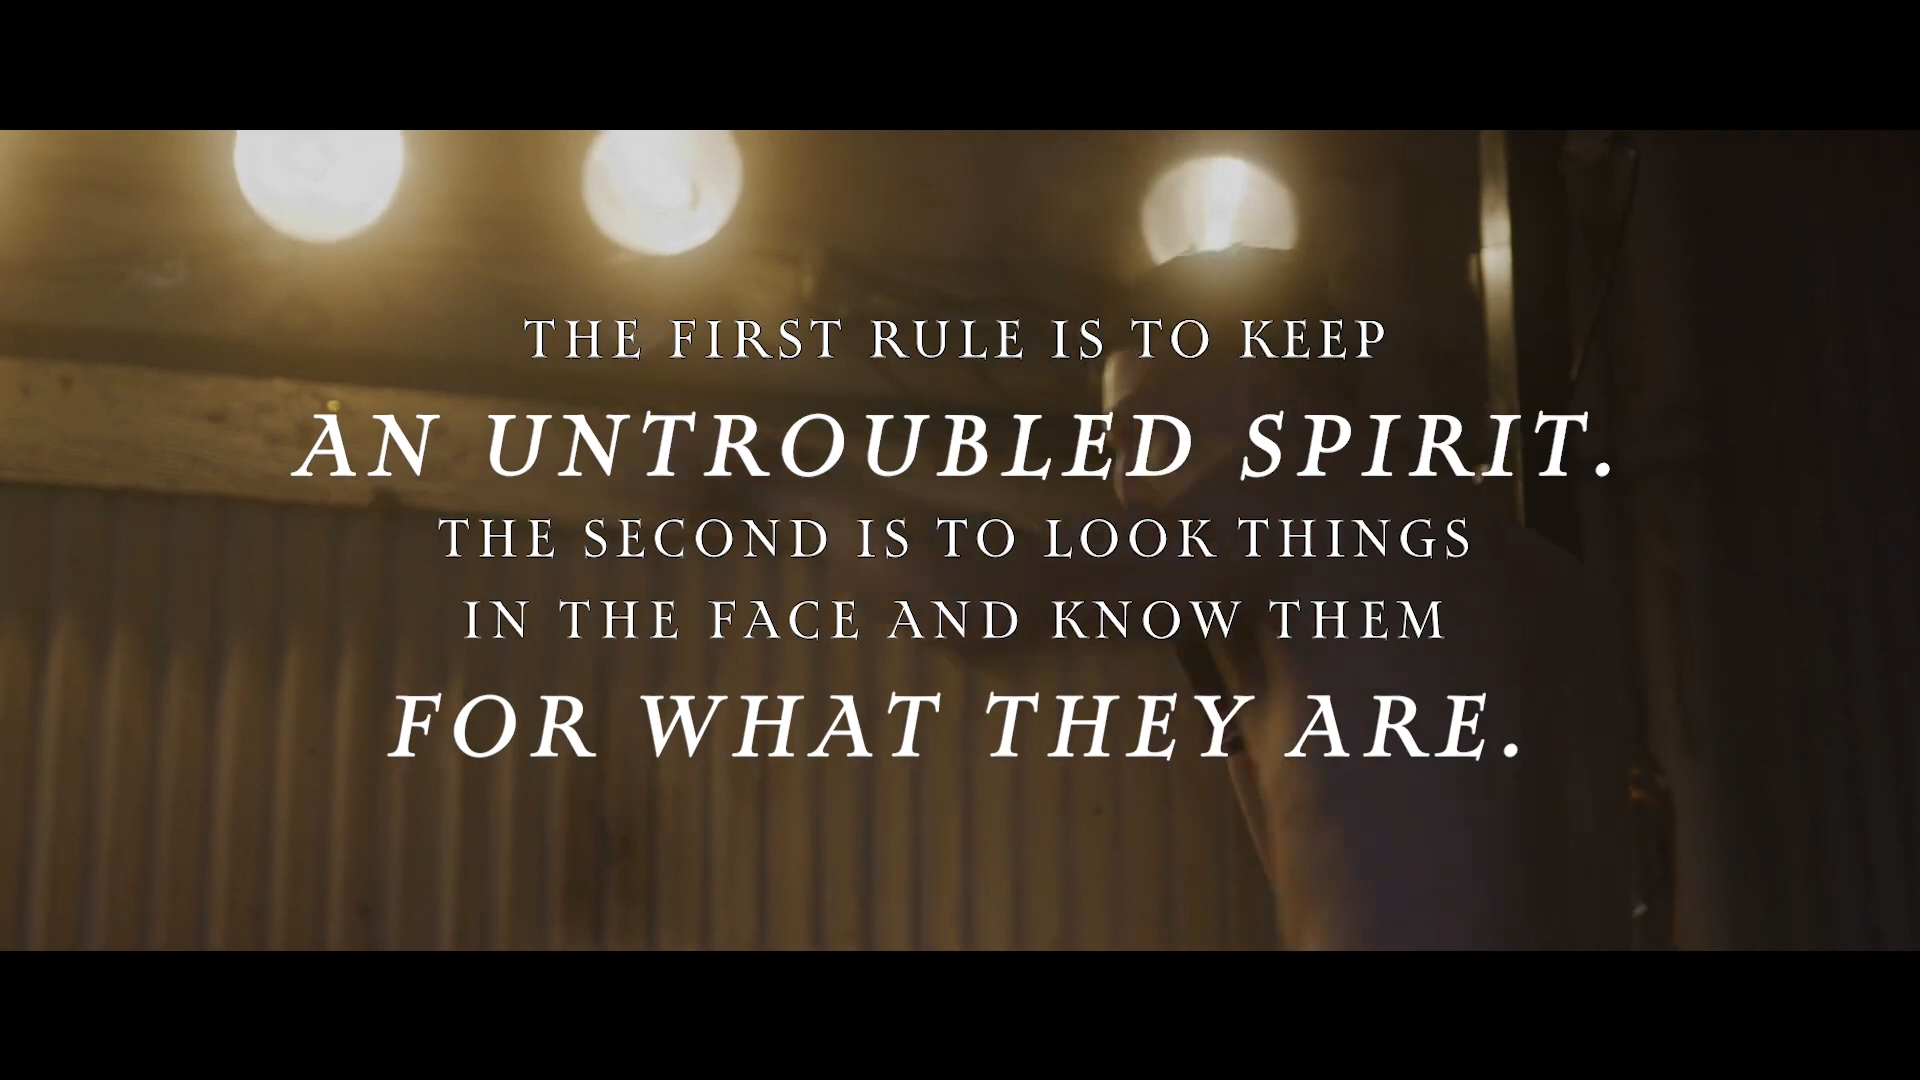 THE FIRST RULE IS TO KEEP
AN UNTROUBLED SPIRIT.
THE SECOND IS TO LOOK THINGS
IN THE FACE AND KNOW THEM
FOR WHAT THEY ARE.